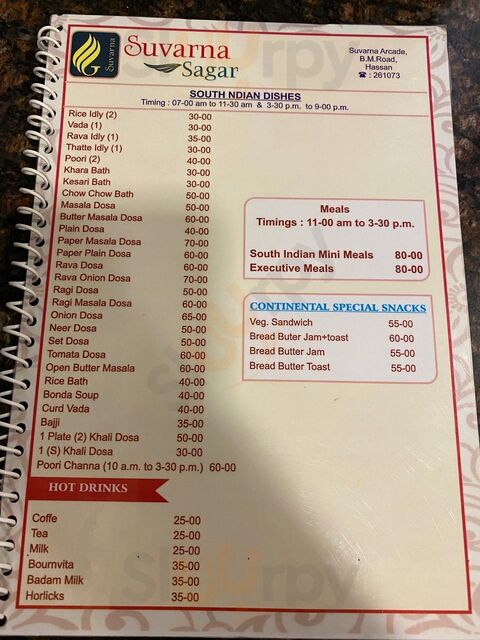 Suvarna
Suvarna
Sagar
Suvarna Arcade,
B.M.Road,
Hassan
☎ : 261073
SOUTH NDIAN DISHES
Timing : 07-00 am to 11-30 am & 3-30 p.m. to 9-00 p.m.
Rice Idly (2) 30-00
Vada (1) 30-00
Rava Idly (1) 35-00
Thatte Idly (1) 30-00
Poori (2) 40-00
Khara Bath 30-00
Kesari Bath 30-00
Chow Chow Bath 50-00
Masala Dosa 50-00
Butter Masala Dosa 60-00
Plain Dosa 40-00
Paper Masala Dosa 70-00
Paper Plain Dosa 60-00
Rava Dosa 60-00
Rava Onion Dosa 70-00
Ragi Dosa 50-00
Ragi Masala Dosa 60-00
Onion Dosa 65-00
Neer Dosa 50-00
Set Dosa 50-00
Tomata Dosa 60-00
Open Butter Masala 60-00
Rice Bath 40-00
Bonda Soup 40-00
Curd Vada 40-00
Bajji 35-00
1 Plate (2) Khali Dosa 50-00
1 (S) Khali Dosa 30-00
Poori Channa (10 a.m. to 3-30 p.m.) 60-00
HOT DRINKS
Coffe 25-00
Tea 25-00
Milk 25-00
Bournvita 35-00
Badam Milk 35-00
Horlicks 35-00
Meals
Timings : 11-00 am to 3-30 p.m.
South Indian Mini Meals 80-00
Executive Meals 80-00
CONTINENTAL SPECIAL SNACKS
Veg. Sandwich 55-00
Bread Buter Jam+toast 60-00
Bread Butter Jam 55-00
Bread Butter Toast 55-00